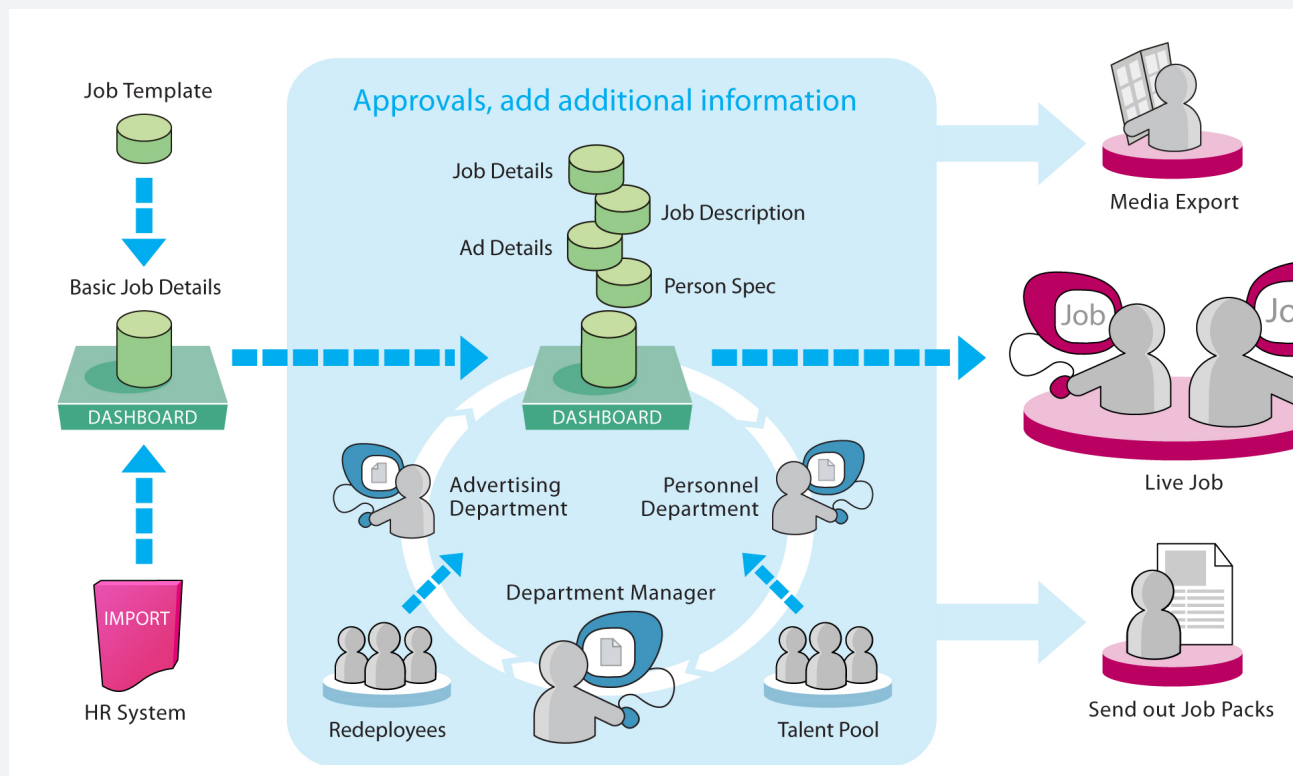 Job Template
Basic Job Details
DASHBOARD
IMPORT
HR System
Approvals, add additional information
Job Details
Job Description
Ad Details
Person Spec
DASHBOARD
Advertising
Department
Personnel
Department
Department Manager
Redeployees
Talent Pool
Media Export
Job
Jo
Live Job
Send out Job Packs